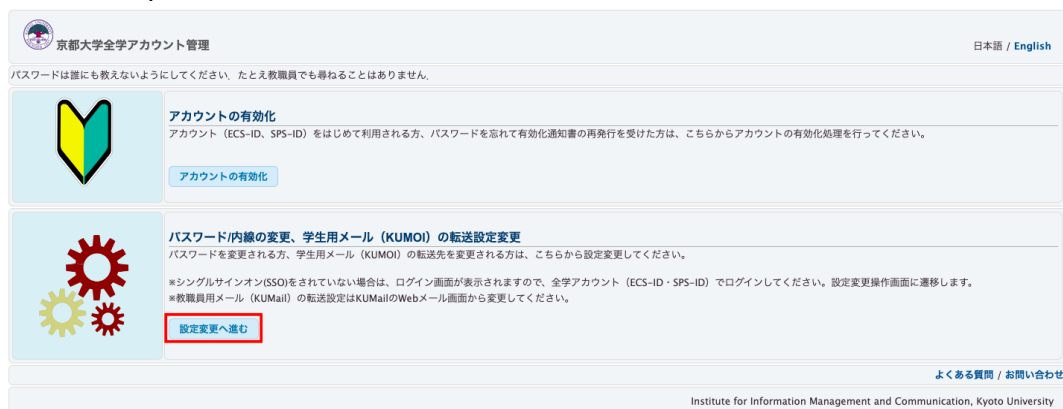 京都大学全学アカウント管理
日本語 / English
パスワードは誰にも教えないようにしてください。たとえ教職員でも尋ねることはありません。
アカウントの有効化
アカウント（ECS-ID、SPS-ID）をはじめて利用される方、パスワードを忘れて有効化通知書の再発行を受けた方は、こちらからアカウントの有効化処理を行ってください。
アカウントの有効化
パスワード/内線の変更、学生用メール（KUMOI）の転送設定変更
パスワードを変更される方、学生用メール（KUMOI）の転送先を変更される方は、こちらから設定変更してください。
※シングルサインオン(SSO)をされていない場合は、ログイン画面が表示されますので、全学アカウント（ECS-ID・SPS-ID）でログインしてください。設定変更操作画面に遷移します。
※教職員用メール（KUMail）の転送設定はKUMailのWebメール画面から変更してください。
設定変更へ進む
よくある質問 / お問い合わせ
Institute for Information Management and Communication, Kyoto University